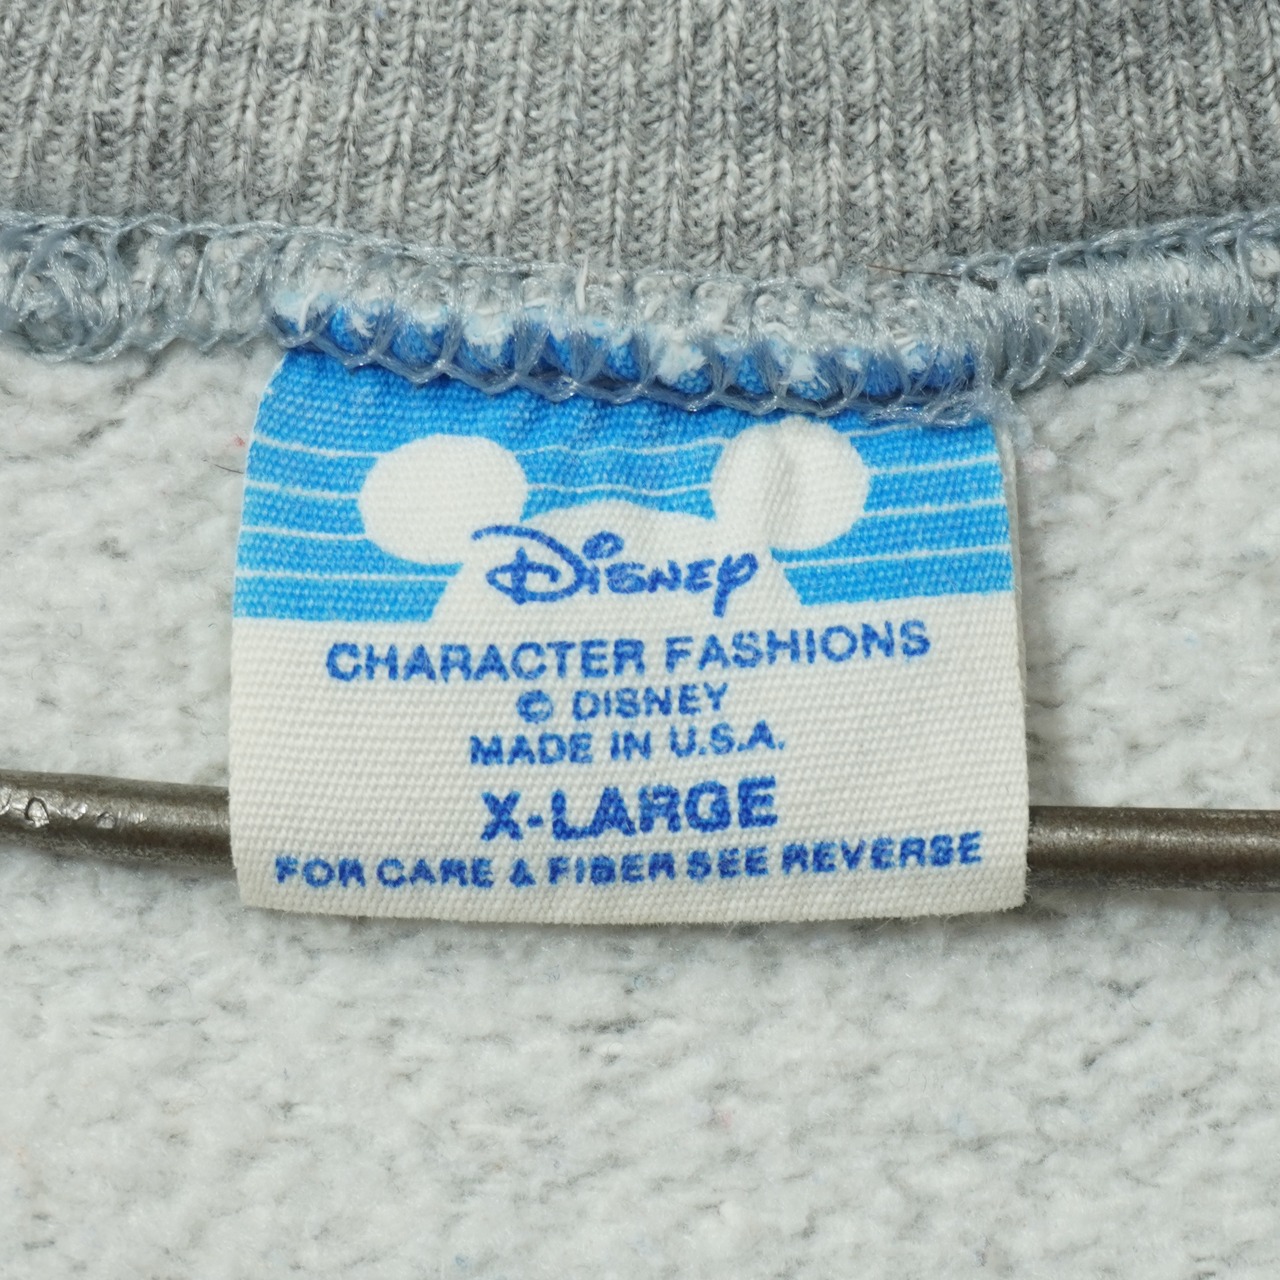 Disney
CHARACTER FASHIONS
© DISNEY
MADE IN U.S.A.
X-LARGE
FOR CARE & FIBER SEE REVERSE